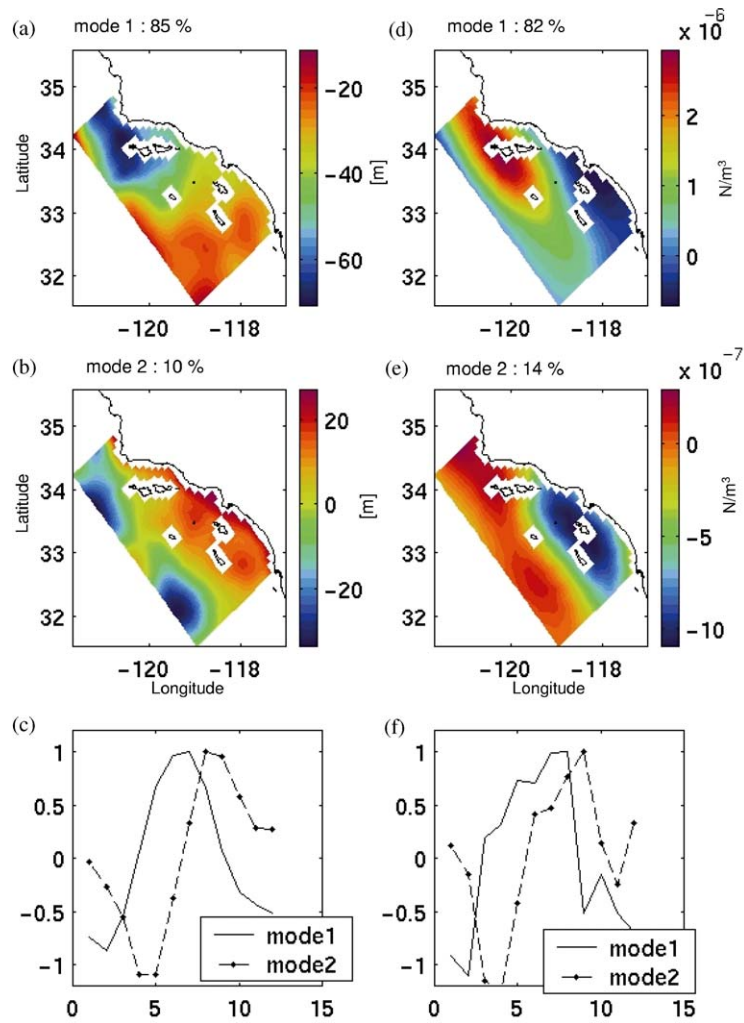 (a) mode 1 : 85 %
35
34
33
32
-120 -118
Latitude
-20
-40
-60
[m]
(d) mode 1 : 82 %
x 10⁻⁶
35
34
33
32
-120 -118
Latitude
2
1
0
N/m³
(b) mode 2 : 10 %
35
34
33
32
-120 -118
Longitude
Latitude
20
0
-20
[m]
(e) mode 2 : 14 %
x 10⁻⁷
35
34
33
32
-120 -118
Longitude
Latitude
0
-5
-10
N/m³
(c)
1
0.5
0
-0.5
-1
0 5 10 15
mode1
mode2
(f)
1
0.5
0
-0.5
-1
0 5 10 15
mode1
mode2